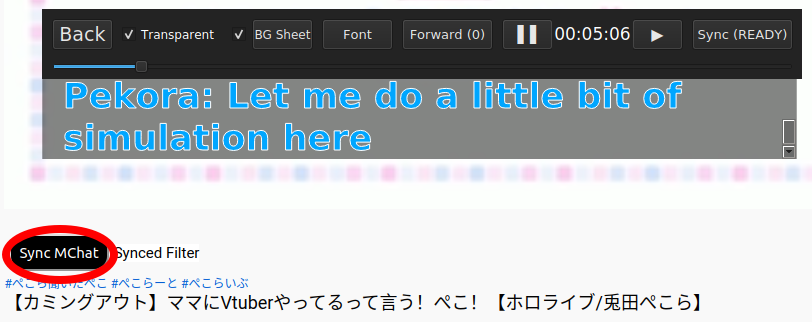 Back ✓ Transparent ✓ BG Sheet Font Forward (0) 00:05:06 Sync (READY)
Pekora: Let me do a little bit of
simulation here
Sync MChat Synced Filter
#ぺこら聞いたぺこ #ぺこらーと #ぺこらいぶ
【カミングアウト】ママにVtuberやってるって言う！ぺこ！【ホロライブ/兎田ぺこら】